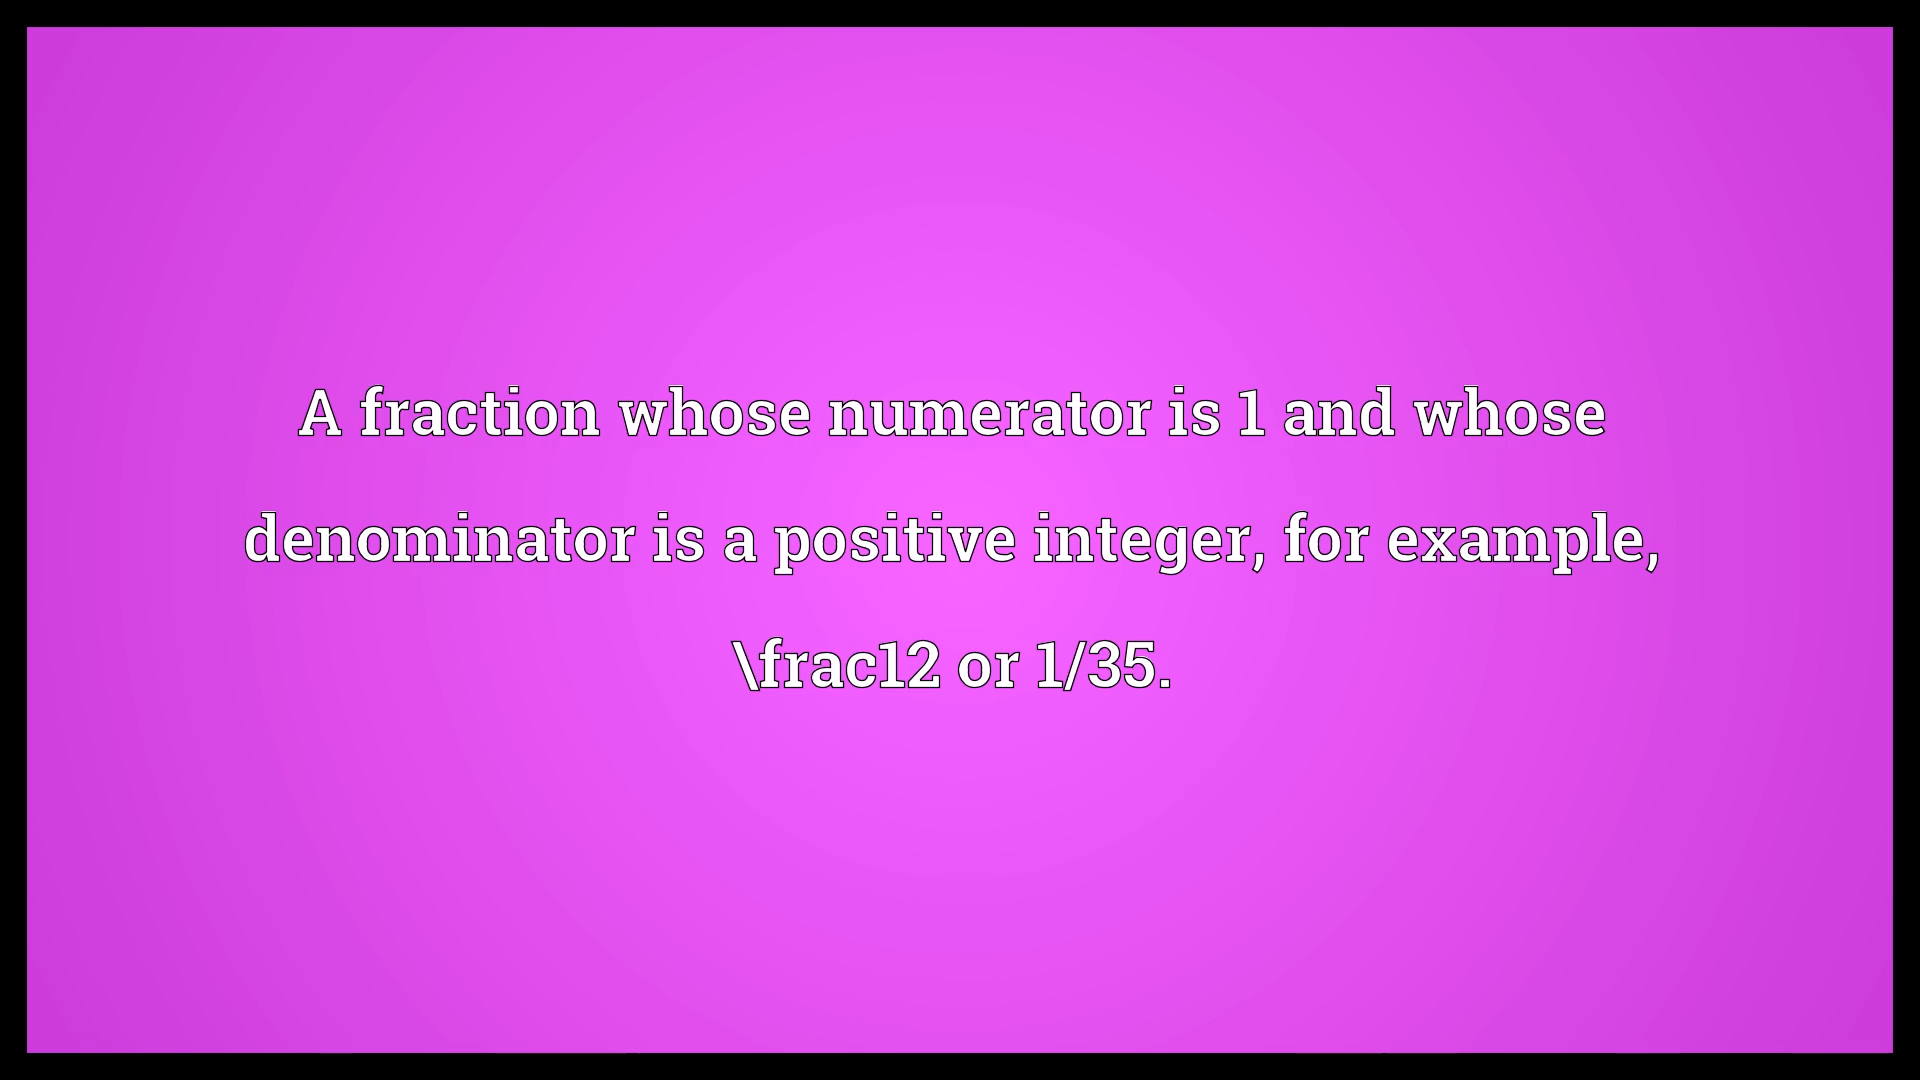 A fraction whose numerator is 1 and whose
denominator is a positive integer, for example,
\frac12 or 1/35.